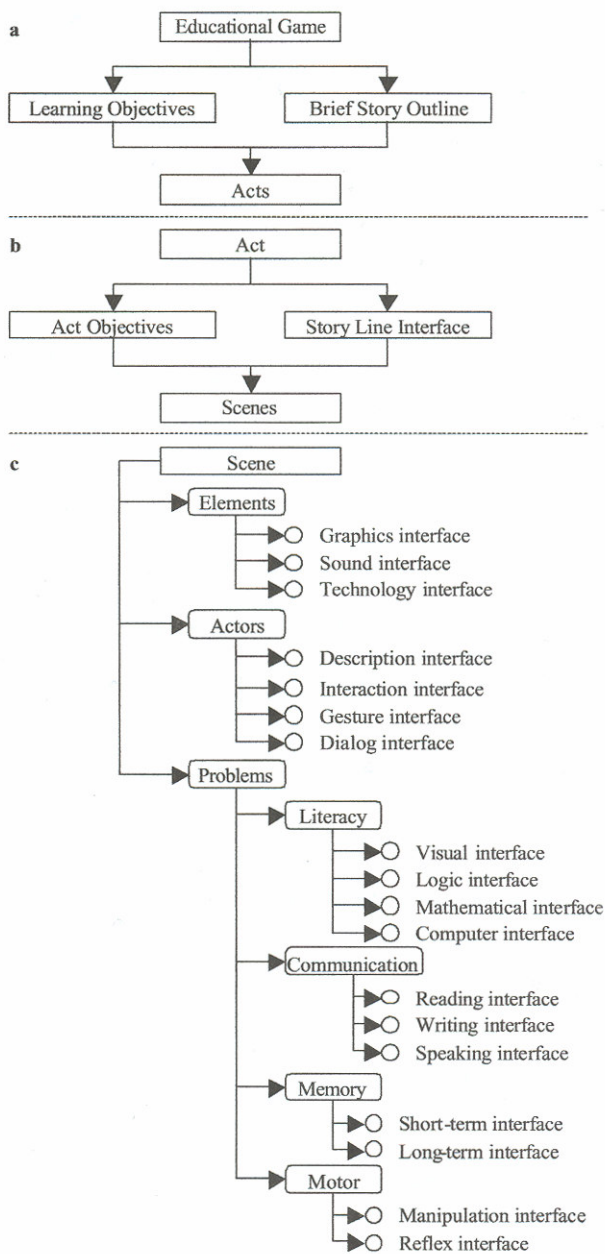 a
Educational Game
Learning Objectives
Brief Story Outline
Acts
b
Act
Act Objectives
Story Line Interface
Scenes
c
Scene
Elements
Graphics interface
Sound interface
Technology interface
Actors
Description interface
Interaction interface
Gesture interface
Dialog interface
Problems
Literacy
Visual interface
Logic interface
Mathematical interface
Computer interface
Communication
Reading interface
Writing interface
Speaking interface
Memory
Short-term interface
Long-term interface
Motor
Manipulation interface
Reflex interface